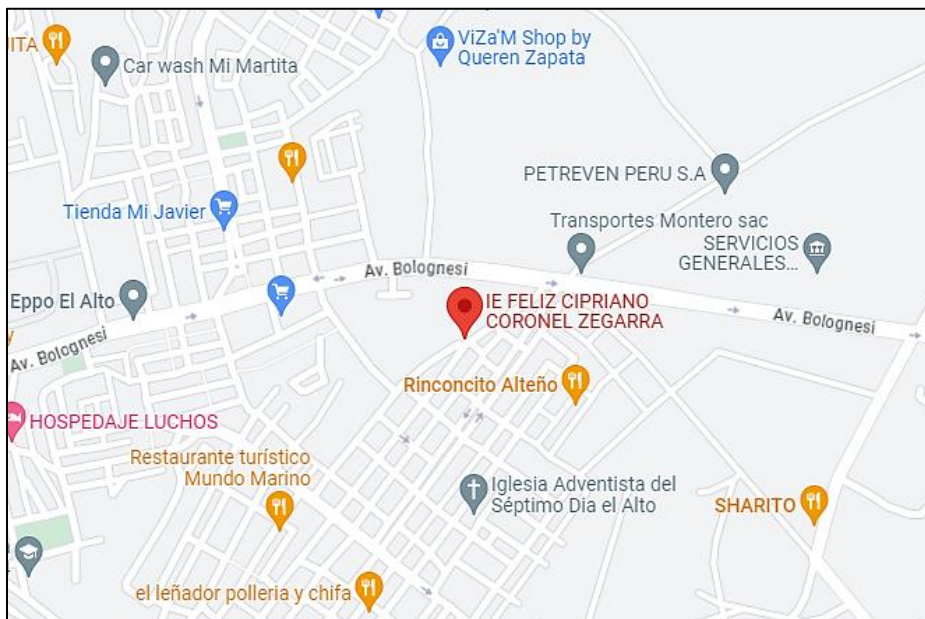 ViZa'M Shop by
Queren Zapata
Car wash Mi Martita
PETREVEN PERU S.A
Tienda Mi Javier
Transportes Montero sac
SERVICIOS
GENERALES...
Av. Bolognesi
Eppo El Alto
IE FELIZ CIPRIANO
CORONEL ZEGARRA
Av. Bolognesi
Av. Bolognesi
Rinconcito Alteño
HOSPEDAJE LUCHOS
Restaurante turístico
Mundo Marino
Iglesia Adventista del
Séptimo Dia el Alto
SHARITO
el leñador polleria y chifa